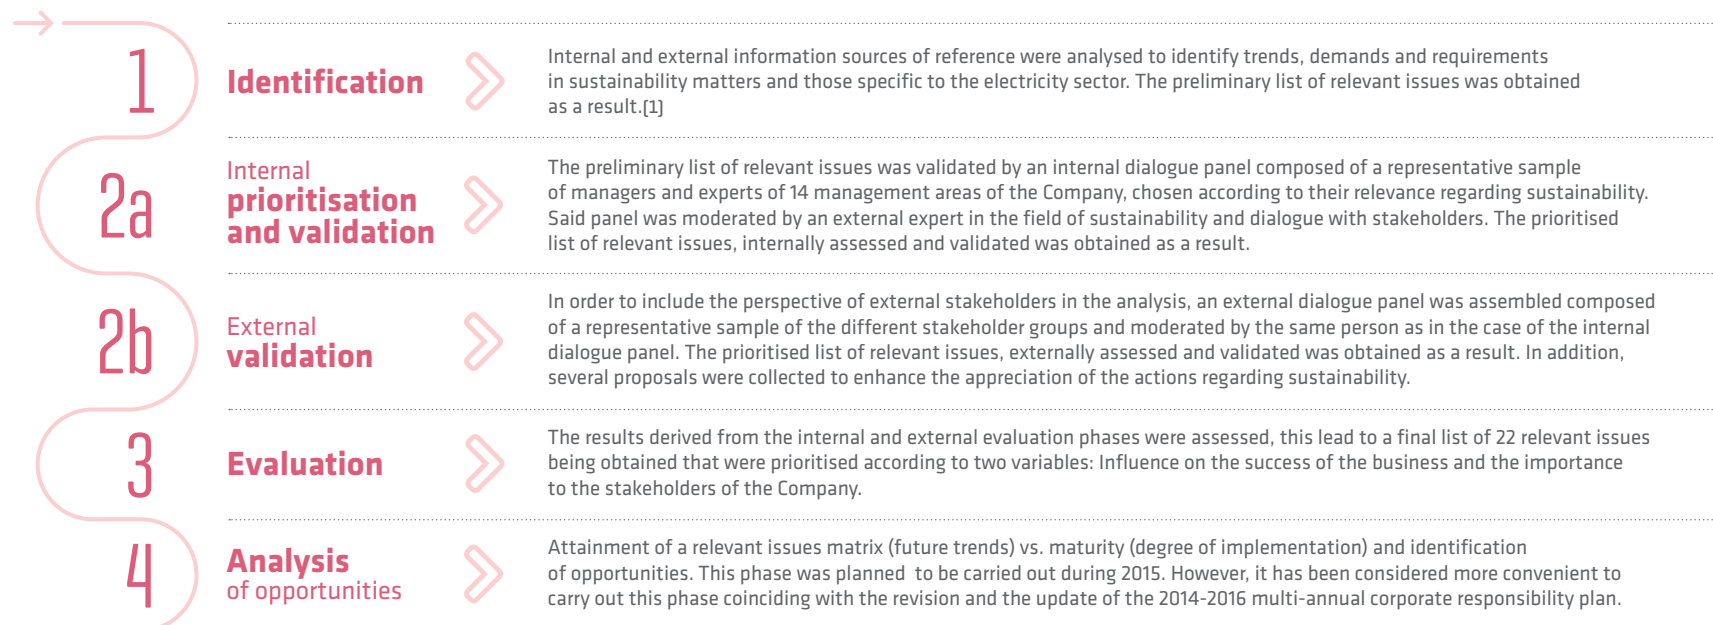 1
Identification
Internal and external information sources of reference were analysed to identify trends, demands and requirements
in sustainability matters and those specific to the electricity sector. The preliminary list of relevant issues was obtained
as a result.(1)
2a
Internal
prioritisation
and validation
The preliminary list of relevant issues was validated by an internal dialogue panel composed of a representative sample
of managers and experts of 14 management areas of the Company, chosen according to their relevance regarding sustainability.
Said panel was moderated by an external expert in the field of sustainability and dialogue with stakeholders. The prioritised
list of relevant issues, internally assessed and validated was obtained as a result.
2b
External
validation
In order to include the perspective of external stakeholders in the analysis, an external dialogue panel was assembled composed
of a representative sample of the different stakeholder groups and moderated by the same person as in the case of the internal
dialogue panel. The prioritised list of relevant issues, externally assessed and validated was obtained as a result. In addition,
several proposals were collected to enhance the appreciation of the actions regarding sustainability.
3
Evaluation
The results derived from the internal and external evaluation phases were assessed, this lead to a final list of 22 relevant issues
being obtained that were prioritised according to two variables: Influence on the success of the business and the importance
to the stakeholders of the Company.
4
Analysis
of opportunities
Attainment of a relevant issues matrix (future trends) vs. maturity (degree of implementation) and identification
of opportunities. This phase was planned to be carried out during 2015. However, it has been considered more convenient to
carry out this phase coinciding with the revision and the update of the 2014-2016 multi-annual corporate responsibility plan.